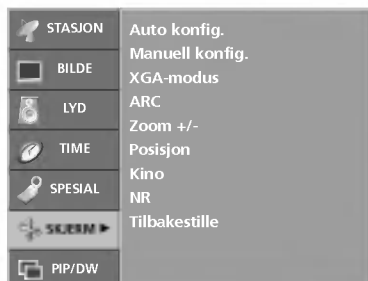 STASJON
BILDE
LYD
TIME
SPESIAL
SKJERM
PIP/DW
Auto konfig.
Manuell konfig.
XGA-modus
ARC
Zoom +/-
Posisjon
Kino
NR
Tilbakestille